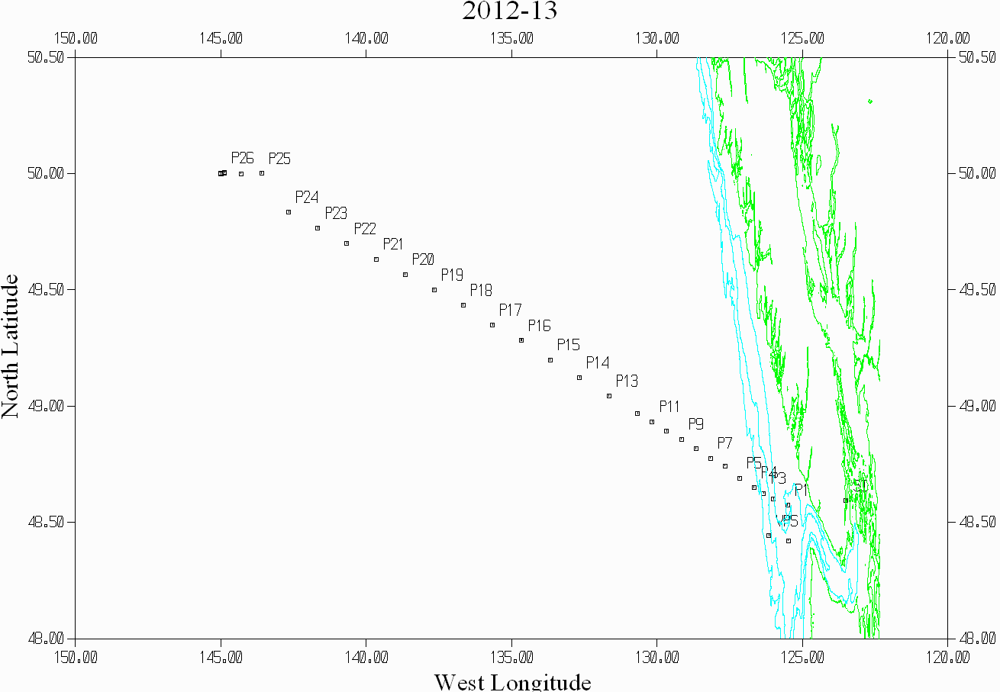 2012-13
150.00 145.00 140.00 135.00 130.00 125.00 120.00
50.50 50.50
P26 P25
50.00 50.00
P24
P23
P22
P21
P20
P19
49.50 49.50
P18
P17
P16
P15
P14
P13
49.00 49.00
P11
P9
P7
P5
P4
P3
P1
48.50 48.50
VPS
48.00 48.00
150.00 145.00 140.00 135.00 130.00 125.00 120.00
West Longitude
North Latitude